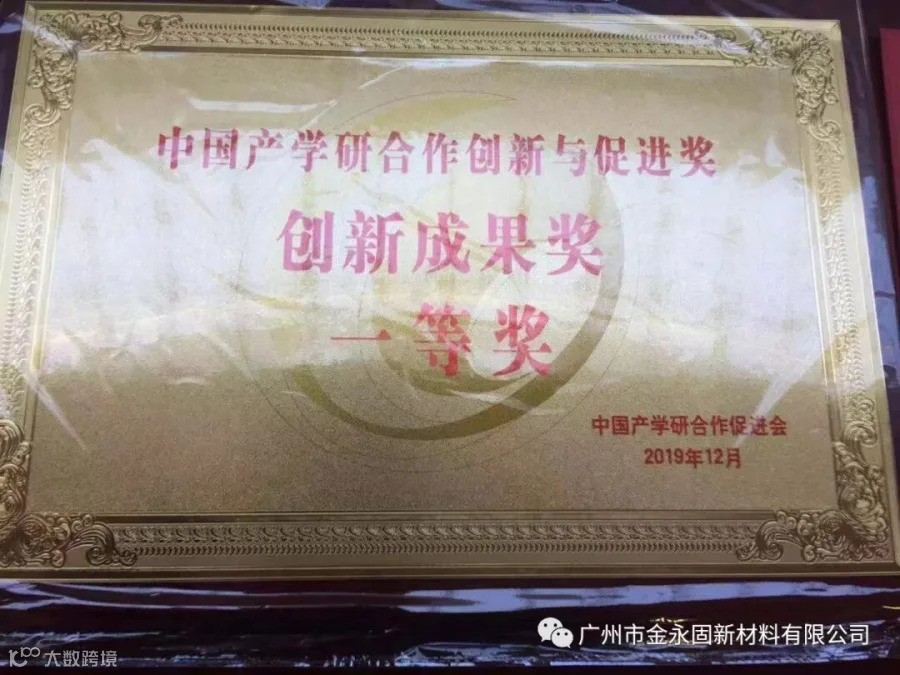 中国产学研合作创新与促进奖
创新成果奖
一等奖
中国产学研合作促进会
2019年12月
广州市金永固新材料有限公司
大数跨境